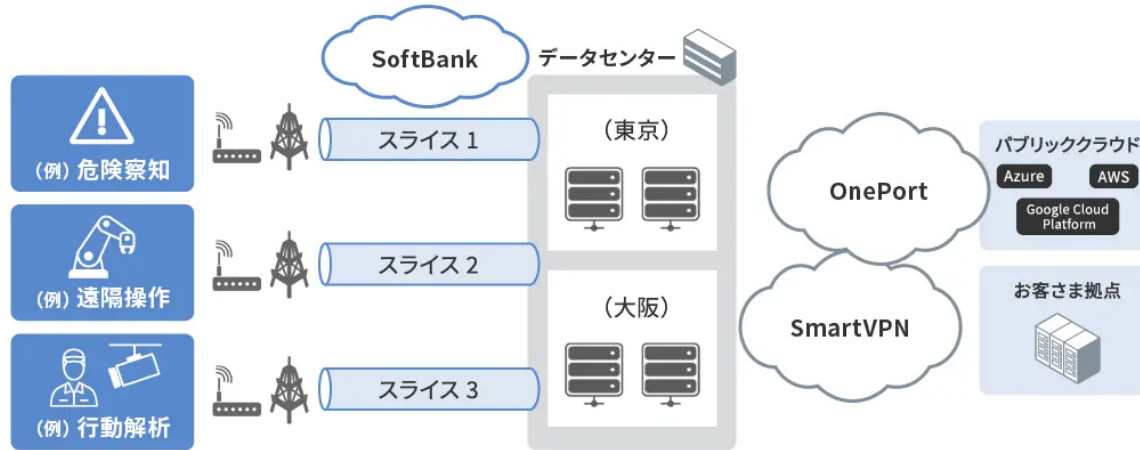 SoftBank
データセンター
（例）危険察知
スライス 1
（東京）
（例）遠隔操作
スライス 2
（例）行動解析
スライス 3
（大阪）
OnePort
SmartVPN
パブリッククラウド
Azure
AWS
Google Cloud
Platform
お客さま拠点